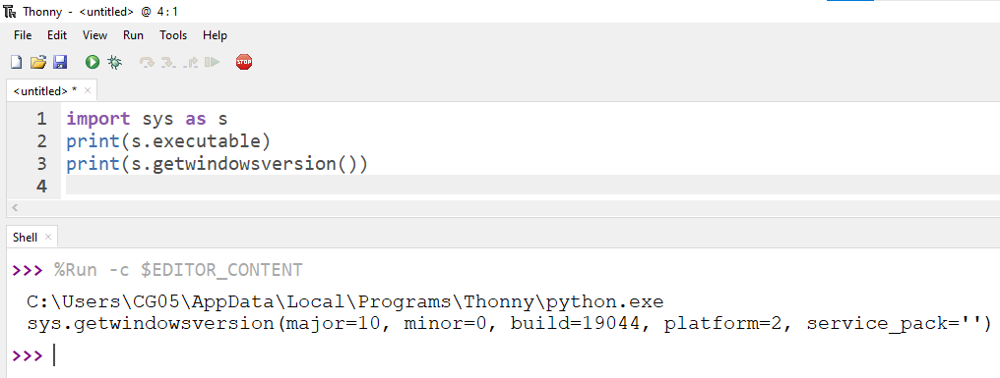 Thonny - <untitled> @ 4:1
File Edit View Run Tools Help
STOP
<untitled> *
1 import sys as s
2 print(s.executable)
3 print(s.getwindowsversion())
4
Shell
>>> %Run -c $EDITOR_CONTENT
C:\Users\CG05\AppData\Local\Programs\Thonny\python.exe
sys.getwindowsversion(major=10, minor=0, build=19044, platform=2, service_pack='')
>>>